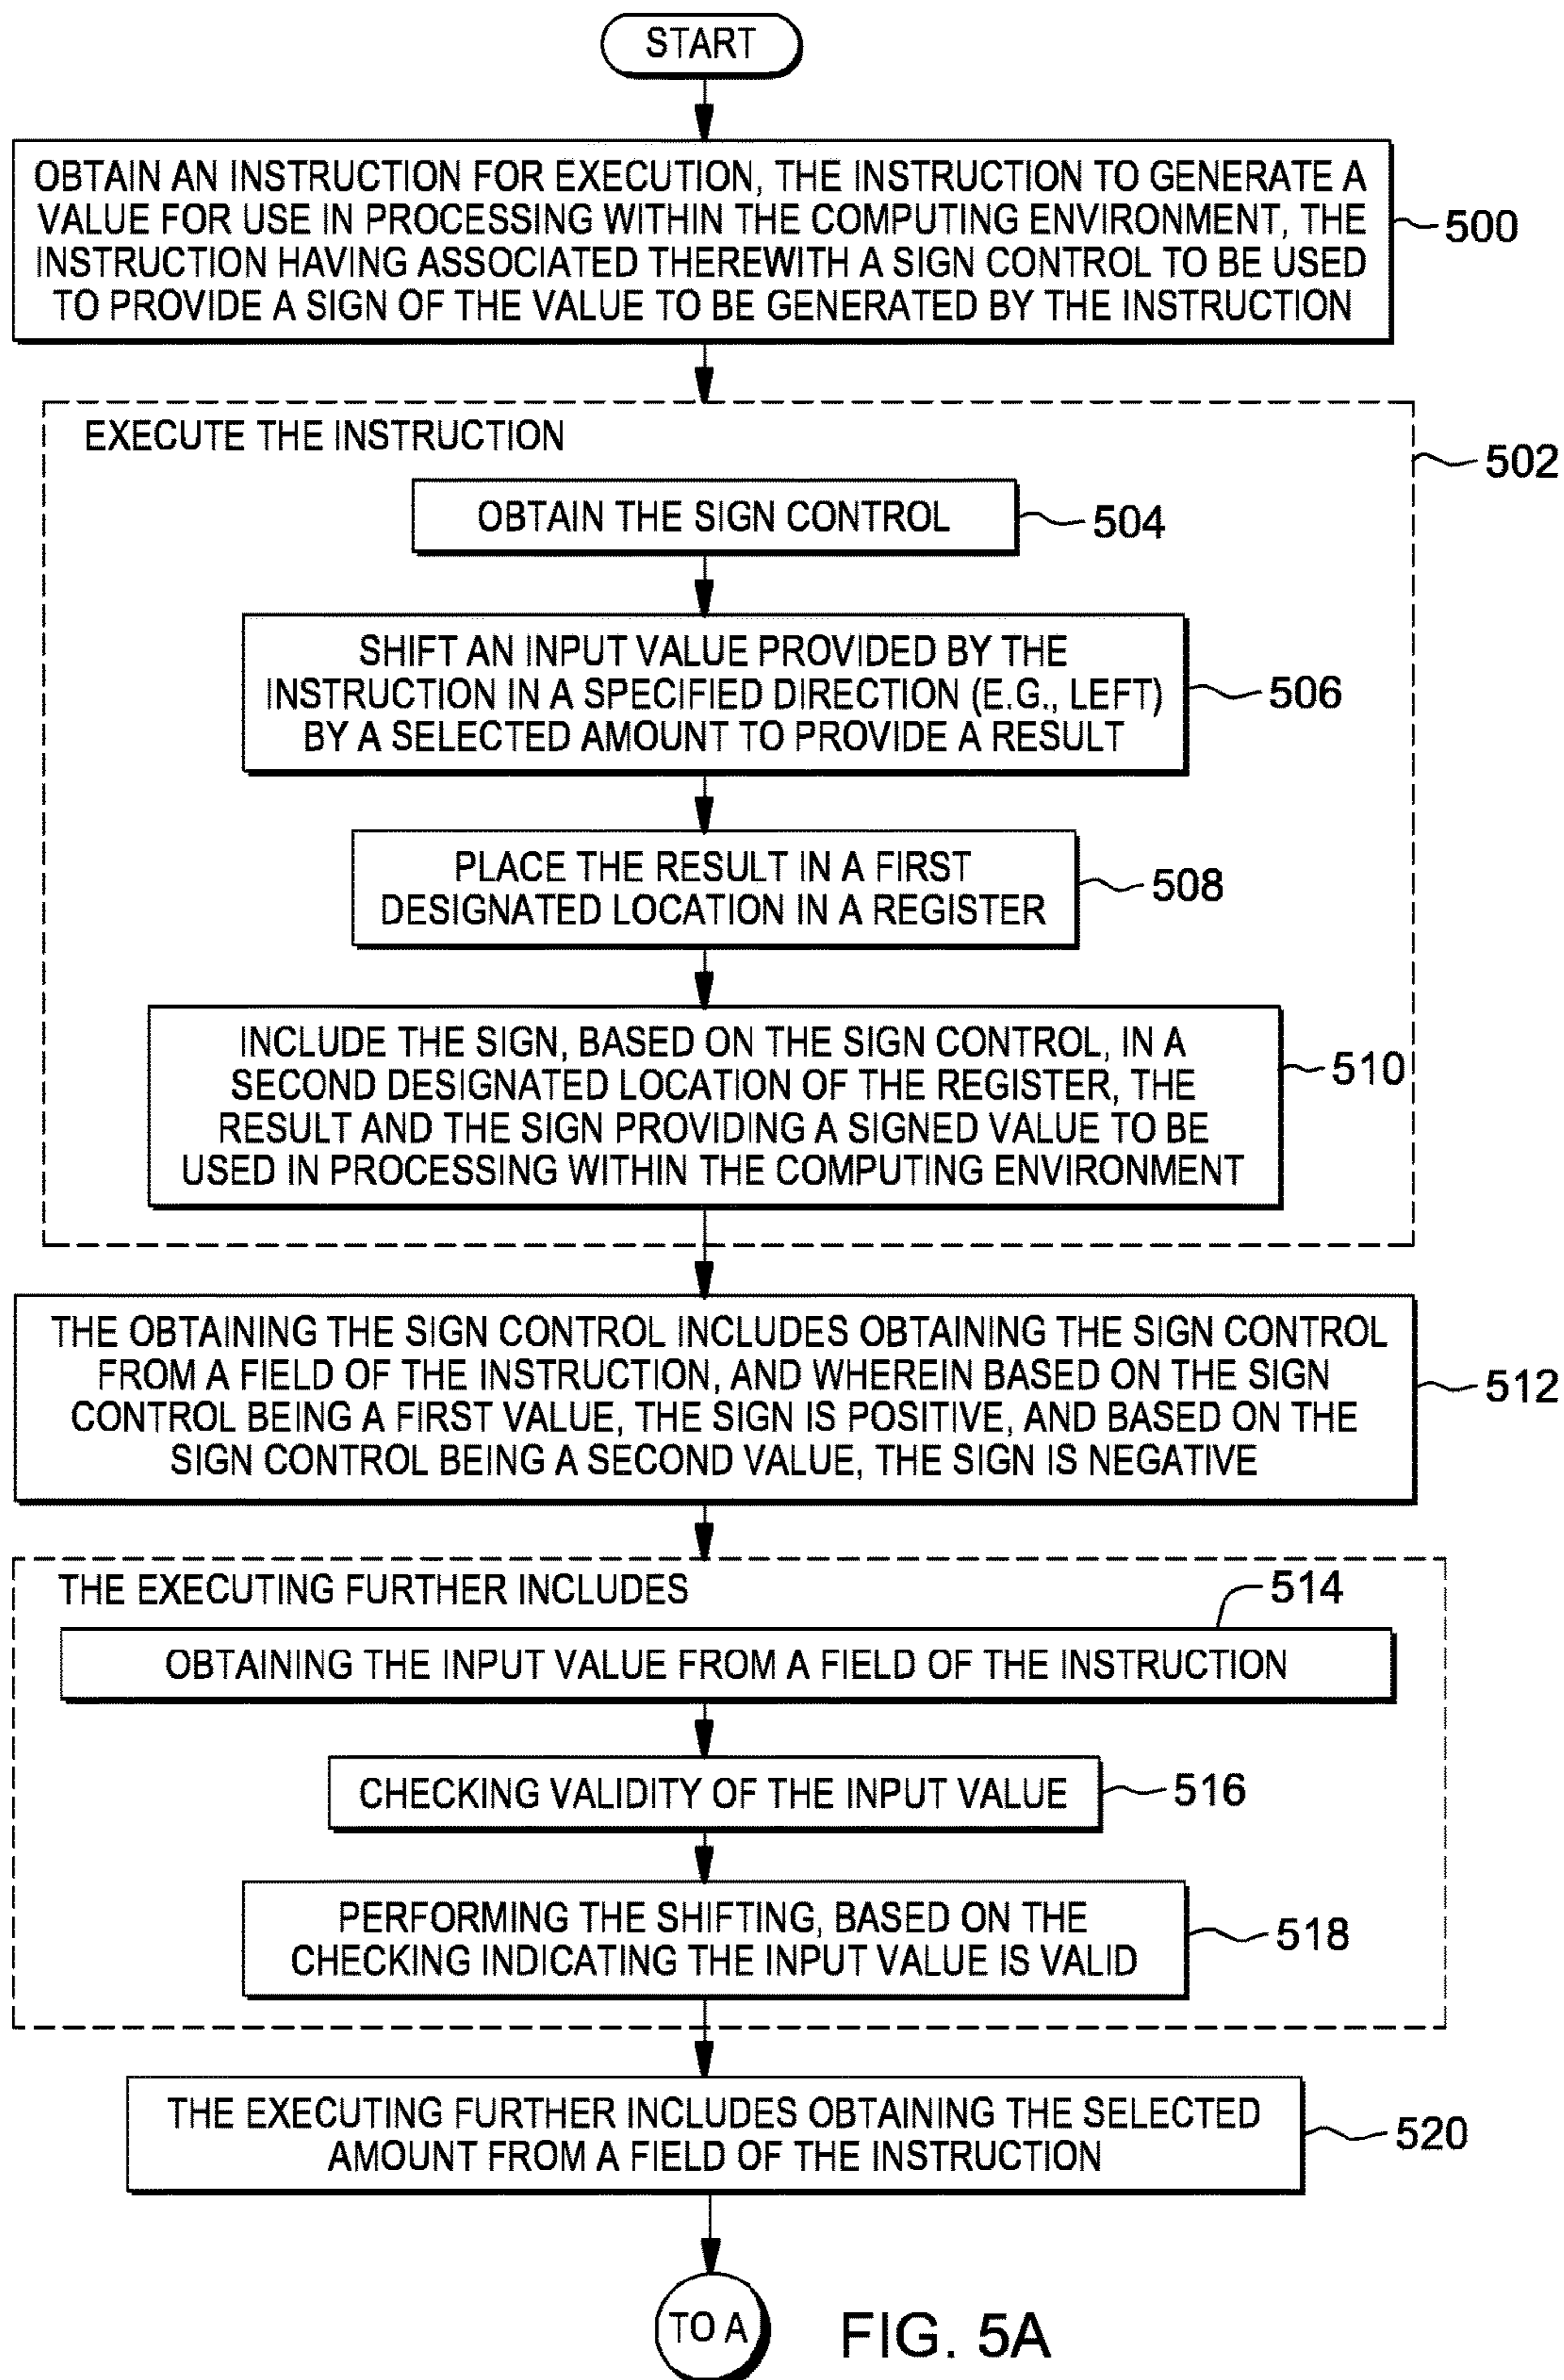 START
OBTAIN AN INSTRUCTION FOR EXECUTION, THE INSTRUCTION TO GENERATE A
VALUE FOR USE IN PROCESSING WITHIN THE COMPUTING ENVIRONMENT, THE
INSTRUCTION HAVING ASSOCIATED THEREWITH A SIGN CONTROL TO BE USED
TO PROVIDE A SIGN OF THE VALUE TO BE GENERATED BY THE INSTRUCTION
500
EXECUTE THE INSTRUCTION
502
OBTAIN THE SIGN CONTROL
504
SHIFT AN INPUT VALUE PROVIDED BY THE
INSTRUCTION IN A SPECIFIED DIRECTION (E.G., LEFT)
BY A SELECTED AMOUNT TO PROVIDE A RESULT
506
PLACE THE RESULT IN A FIRST
DESIGNATED LOCATION IN A REGISTER
508
INCLUDE THE SIGN, BASED ON THE SIGN CONTROL, IN A
SECOND DESIGNATED LOCATION OF THE REGISTER, THE
RESULT AND THE SIGN PROVIDING A SIGNED VALUE TO BE
USED IN PROCESSING WITHIN THE COMPUTING ENVIRONMENT
510
THE OBTAINING THE SIGN CONTROL INCLUDES OBTAINING THE SIGN CONTROL
FROM A FIELD OF THE INSTRUCTION, AND WHEREIN BASED ON THE SIGN
CONTROL BEING A FIRST VALUE, THE SIGN IS POSITIVE, AND BASED ON THE
SIGN CONTROL BEING A SECOND VALUE, THE SIGN IS NEGATIVE
512
THE EXECUTING FURTHER INCLUDES
514
OBTAINING THE INPUT VALUE FROM A FIELD OF THE INSTRUCTION
CHECKING VALIDITY OF THE INPUT VALUE
516
PERFORMING THE SHIFTING, BASED ON THE
CHECKING INDICATING THE INPUT VALUE IS VALID
518
THE EXECUTING FURTHER INCLUDES OBTAINING THE SELECTED
AMOUNT FROM A FIELD OF THE INSTRUCTION
520
TO A
FIG. 5A